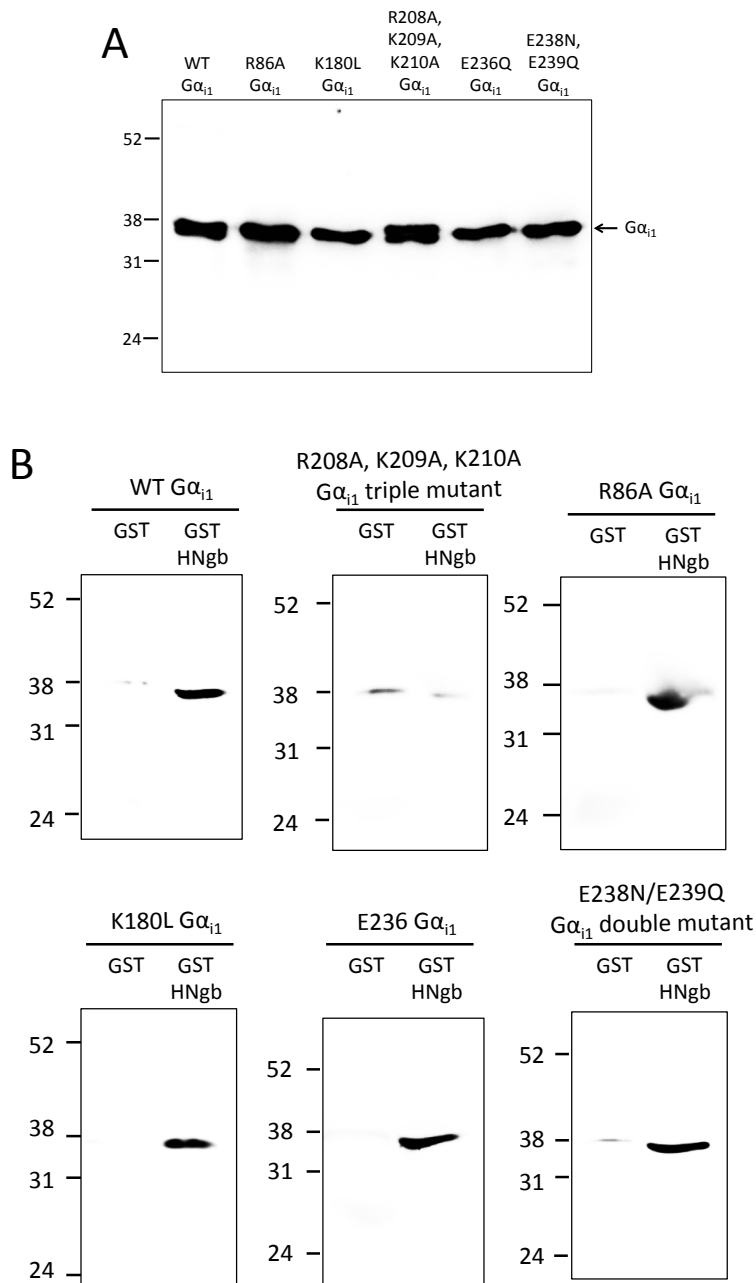 A
WT
Gαi1
R86A
Gαi1
K180L
Gαi1
R208A,
K209A,
K210A
Gαi1
E236Q
Gαi1
E238N,
E239Q
Gαi1
52
38
31
24
Gαi1
B
WT Gαi1
GST
GST
HNgb
52
38
31
24
R208A, K209A, K210A
Gαi1 triple mutant
GST
GST
HNgb
52
38
31
24
R86A Gαi1
GST
GST
HNgb
52
38
31
24
K180L Gαi1
GST
GST
HNgb
52
38
31
24
E236 Gαi1
GST
GST
HNgb
52
38
31
24
E238N/E239Q
Gαi1 double mutant
GST
GST
HNgb
52
38
31
24